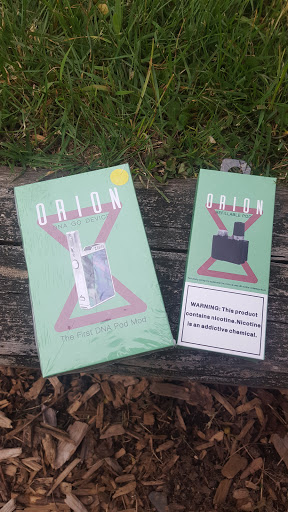 ORION
DNA GO DEVICE
The First DNA Pod Mod
ORION
REFILLABLE POD
WARNING: This product
contains nicotine.Nicotine
is an addictive chemical.